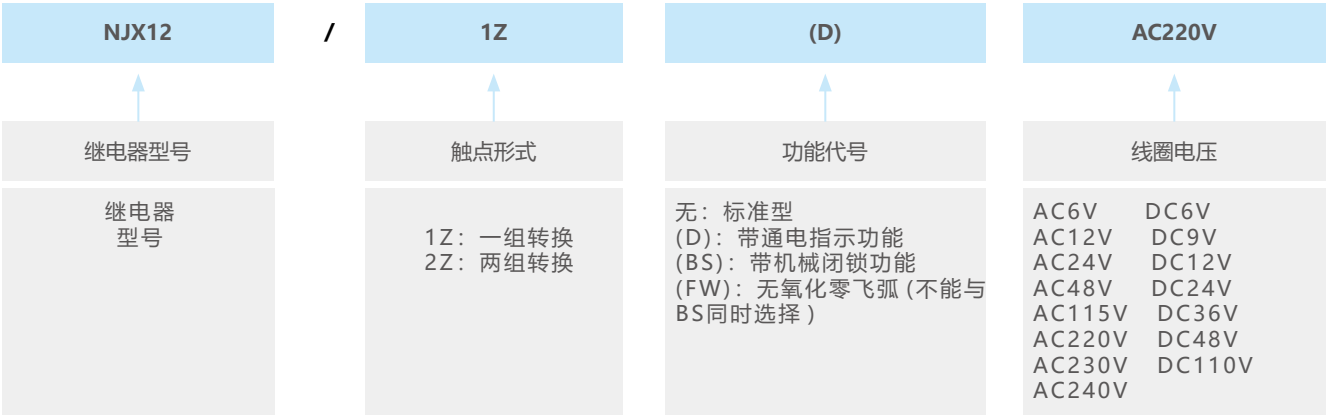 NJX12 / 1Z (D) AC220V
继电器型号 触点形式 功能代号 线圈电压
继电器
型号
1Z：一组转换
2Z：两组转换
无：标准型
(D)：带通电指示功能
(BS)：带机械闭锁功能
(FW)：无氧化零飞弧 (不能与
BS同时选择 )
AC6V DC6V
AC12V DC9V
AC24V DC12V
AC48V DC24V
AC115V DC36V
AC220V DC48V
AC230V DC110V
AC240V